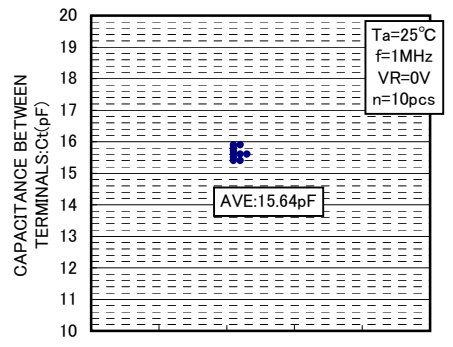 20
19
18
17
16
15
14
13
12
11
10
CAPACITANCE BETWEEN
TERMINALS:Ct(pF)
Ta=25℃
f=1MHz
VR=0V
n=10pcs
AVE:15.64pF